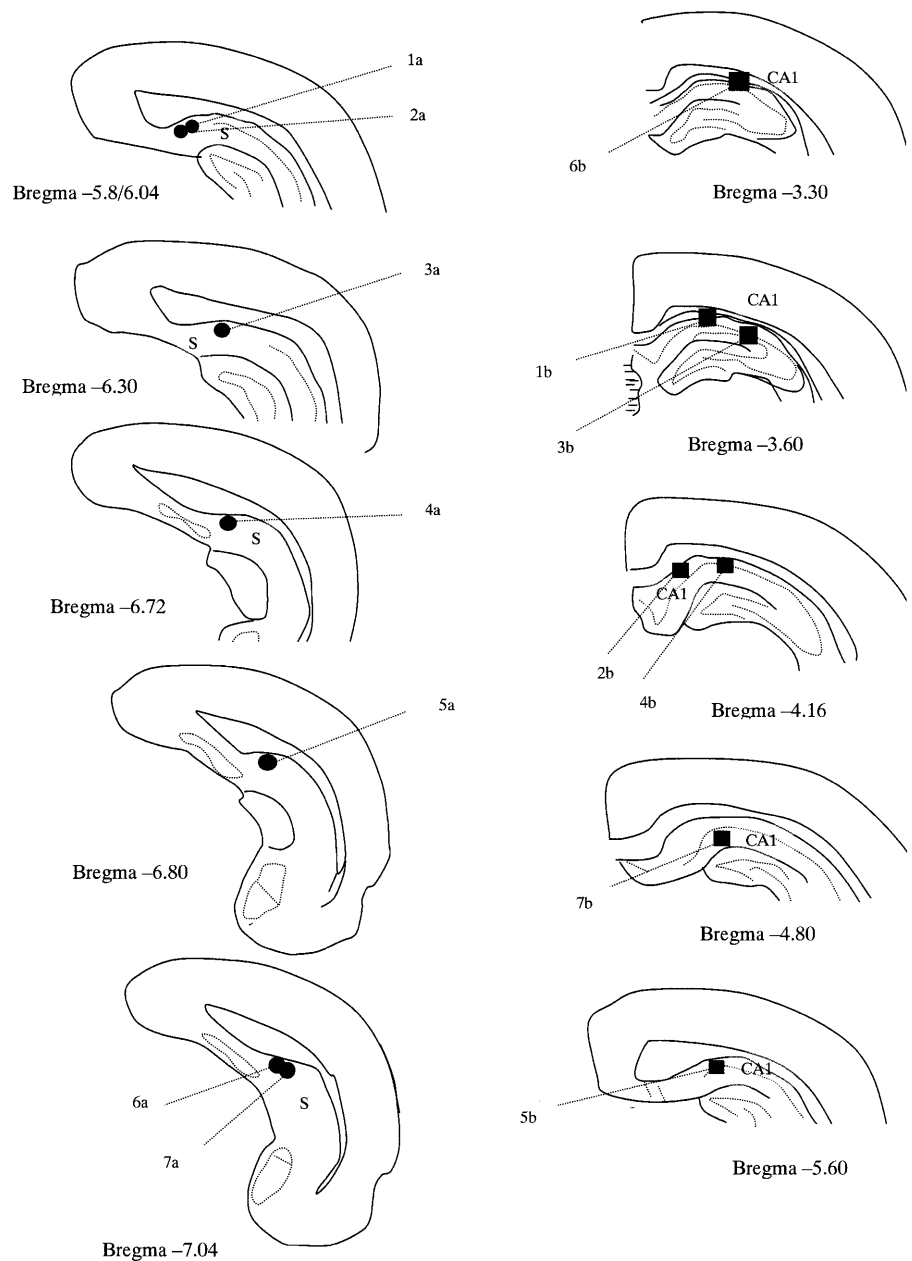 1a
2a
S
Bregma –5.8/6.04
3a
S
Bregma –6.30
4a
S
Bregma –6.72
5a
Bregma –6.80
6a
S
7a
Bregma –7.04
CA1
6b
Bregma –3.30
CA1
1b
3b
Bregma –3.60
CA1
2b
4b
Bregma –4.16
CA1
7b
Bregma –4.80
CA1
5b
Bregma –5.60